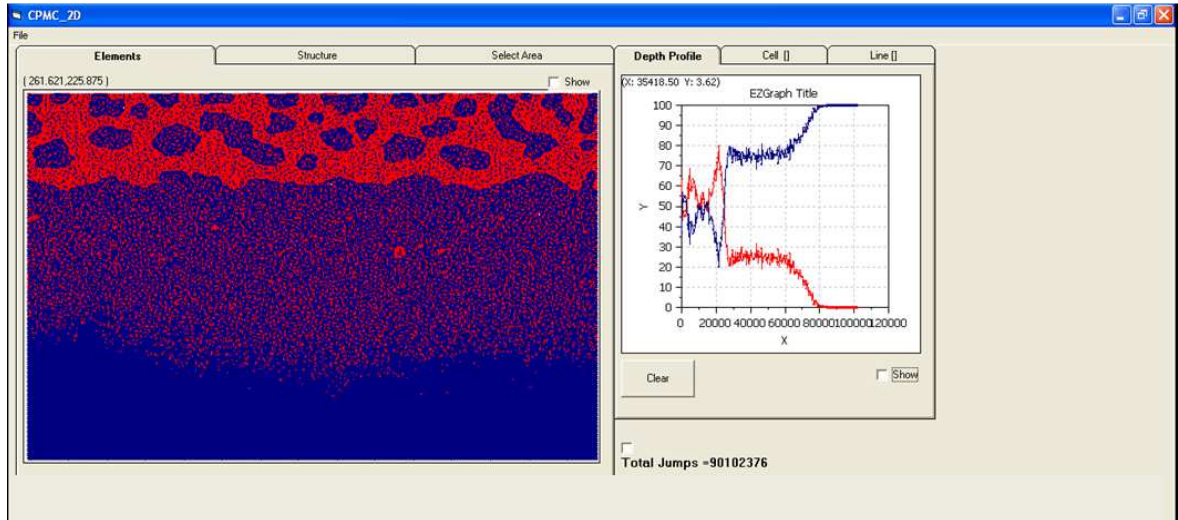 CPMC_2D
File
Elements Structure Select Area
Depth Profile Cell [] Line []
( 261.621,225.875 ) Show
(X: 35418.50 Y: 3.62)
EZGraph Title
100
90
80
70
60
Y 50
40
30
20
10
0
0 20000 40000 60000 80000 100000 120000
X
Clear Show
Total Jumps =90102376